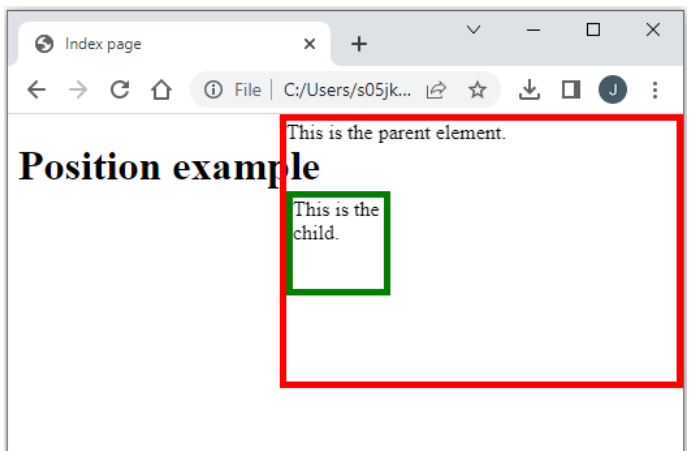 Index page
File
C:/Users/s05jk...
J
This is the parent element.
Position example
This is the
child.